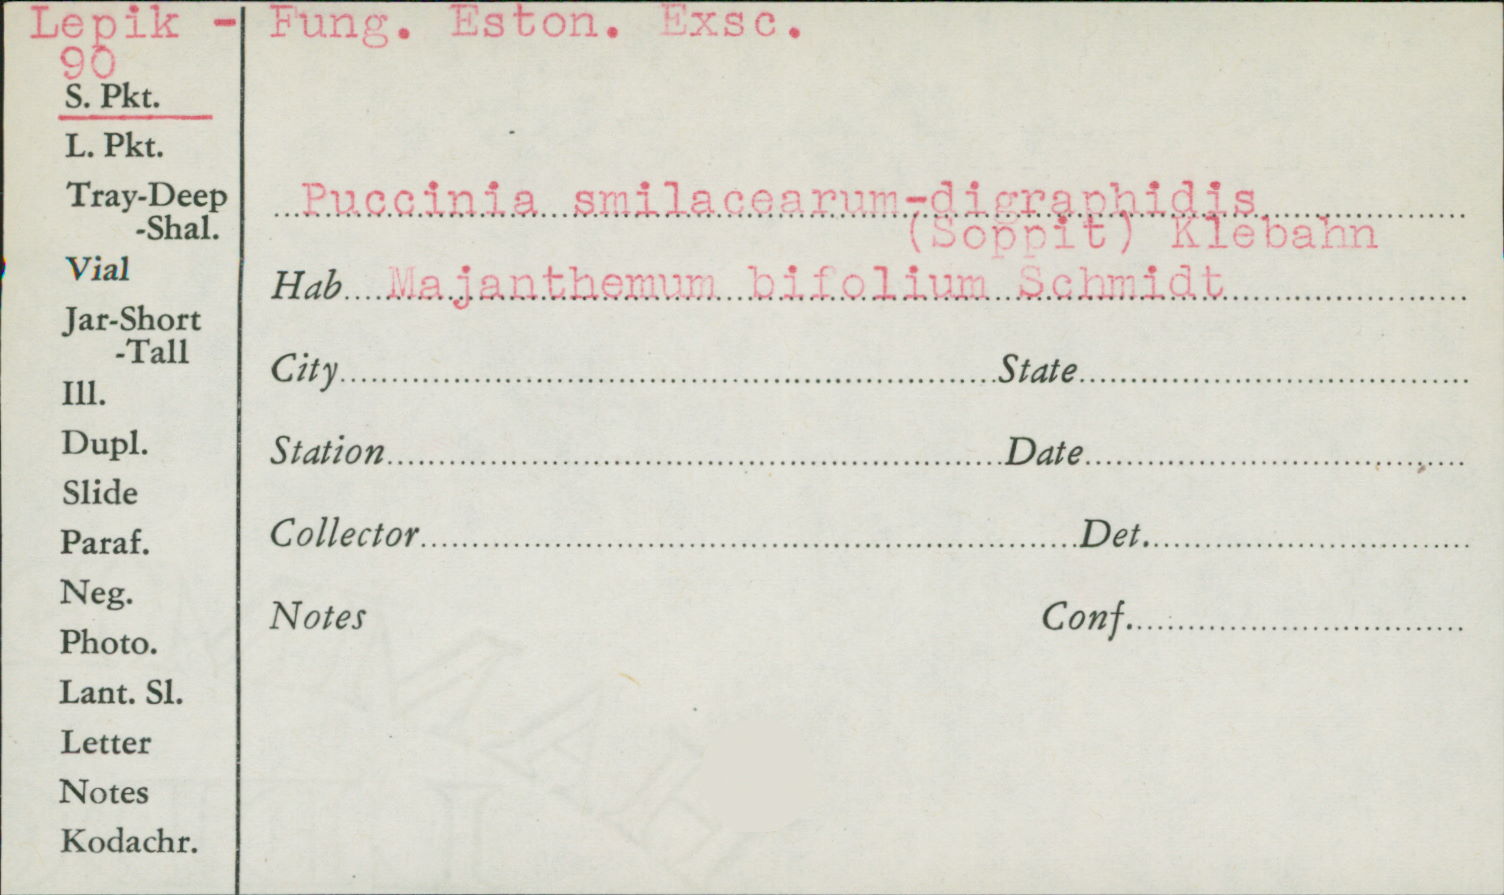 Lepik - Fung. Eston. Exsc.
90
S. Pkt.
L. Pkt.
Tray-Deep
-Shal.
Vial
Jar-Short
-Tall
Ill.
Dupl.
Slide
Paraf.
Neg.
Photo.
Lant. Sl.
Letter
Notes
Kodachr.
Puccinia smilacearum-digraphidis
(Soppit) Klebahn
Hab Majanthemum bifolium Schmidt
City State
Station Date
Collector Det.
Notes Conf.